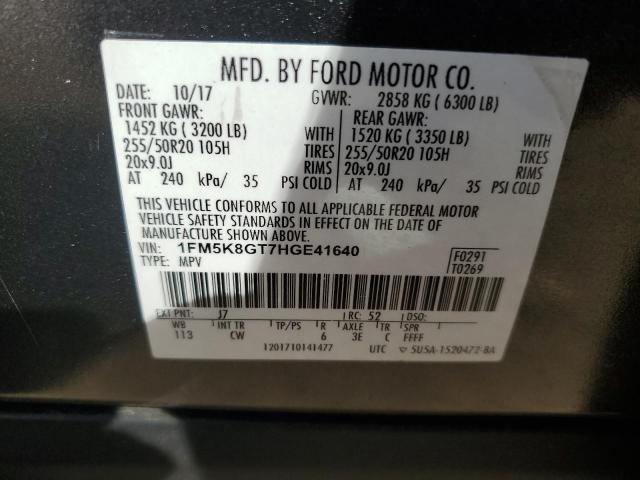 MFD. BY FORD MOTOR CO.
DATE: 10/17 GVWR: 2858 KG ( 6300 LB)
FRONT GAWR: REAR GAWR:
1452 KG ( 3200 LB) WITH 1520 KG ( 3350 LB) WITH
255/50R20 105H TIRES 255/50R20 105H TIRES
20x9.0J RIMS 20x9.0J RIMS
AT 240 kPa/ 35 PSI COLD AT 240 kPa/ 35 PSI COLD
THIS VEHICLE CONFORMS TO ALL APPLICABLE FEDERAL MOTOR
VEHICLE SAFETY STANDARDS IN EFFECT ON THE DATE OF
MANUFACTURE SHOWN ABOVE.
VIN: 1FM5K8GT7HGE41640 F0291
TYPE: MPV T0269
EXT PNT: J7 RC: 52 DSO:
WB INT TR TP/PS R AXLE TR SPR
113 CW 6 3E C FFFF
1201710141477 UTC 5U5A-1520472-BA